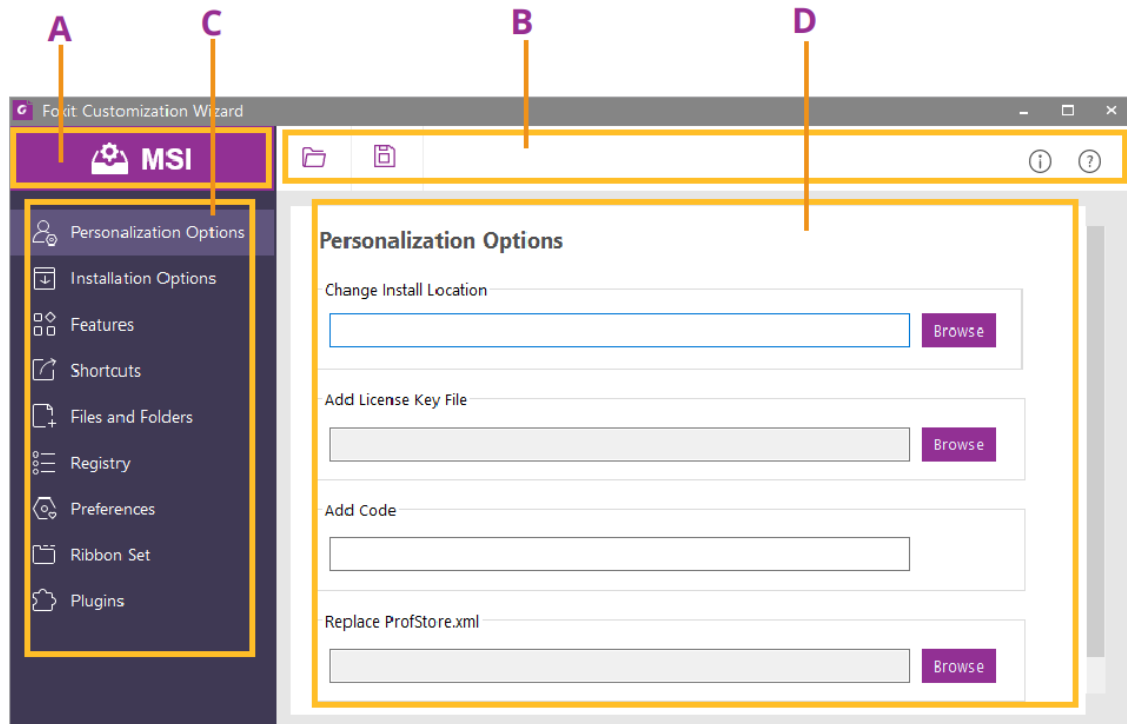 A
C
B
D
Foxit Customization Wizard
MSI
Personalization Options
Installation Options
Features
Shortcuts
Files and Folders
Registry
Preferences
Ribbon Set
Plugins
Personalization Options
Change Install Location
Browse
Add License Key File
Browse
Add Code
Replace ProfStore.xml
Browse